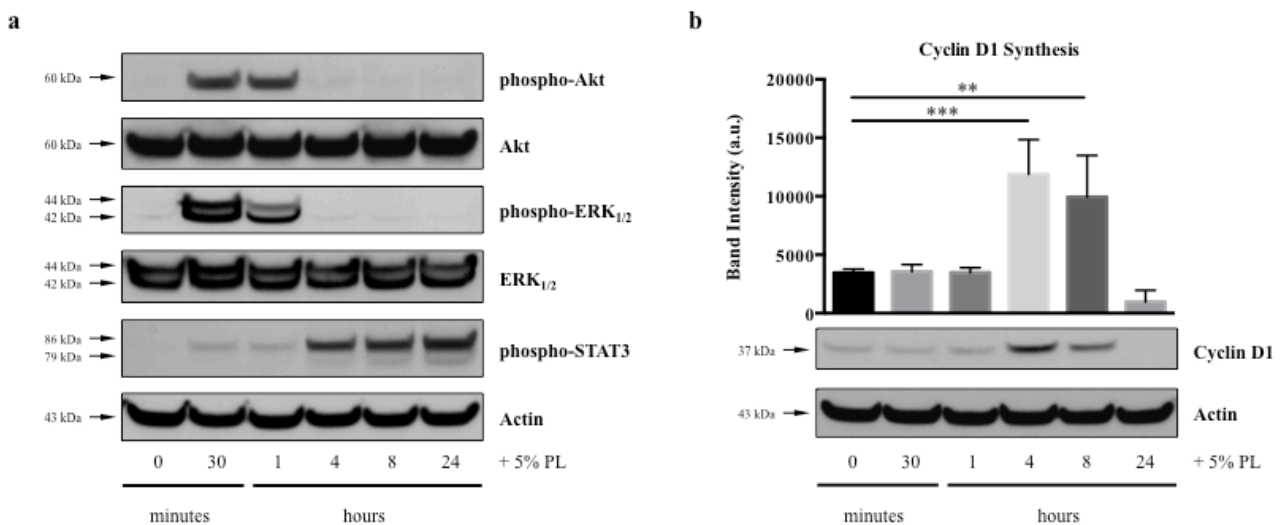 a
60 kDa
phospho-Akt
60 kDa
Akt
44 kDa
42 kDa
phospho-ERK1/2
44 kDa
42 kDa
ERK1/2
86 kDa
79 kDa
phospho-STAT3
43 kDa
Actin
0 30 1 4 8 24 + 5% PL
minutes hours
b
Cyclin D1 Synthesis
Band Intensity (a.u.)
20000
15000
10000
5000
0
**
***
37 kDa
Cyclin D1
43 kDa
Actin
0 30 1 4 8 24 + 5% PL
minutes hours